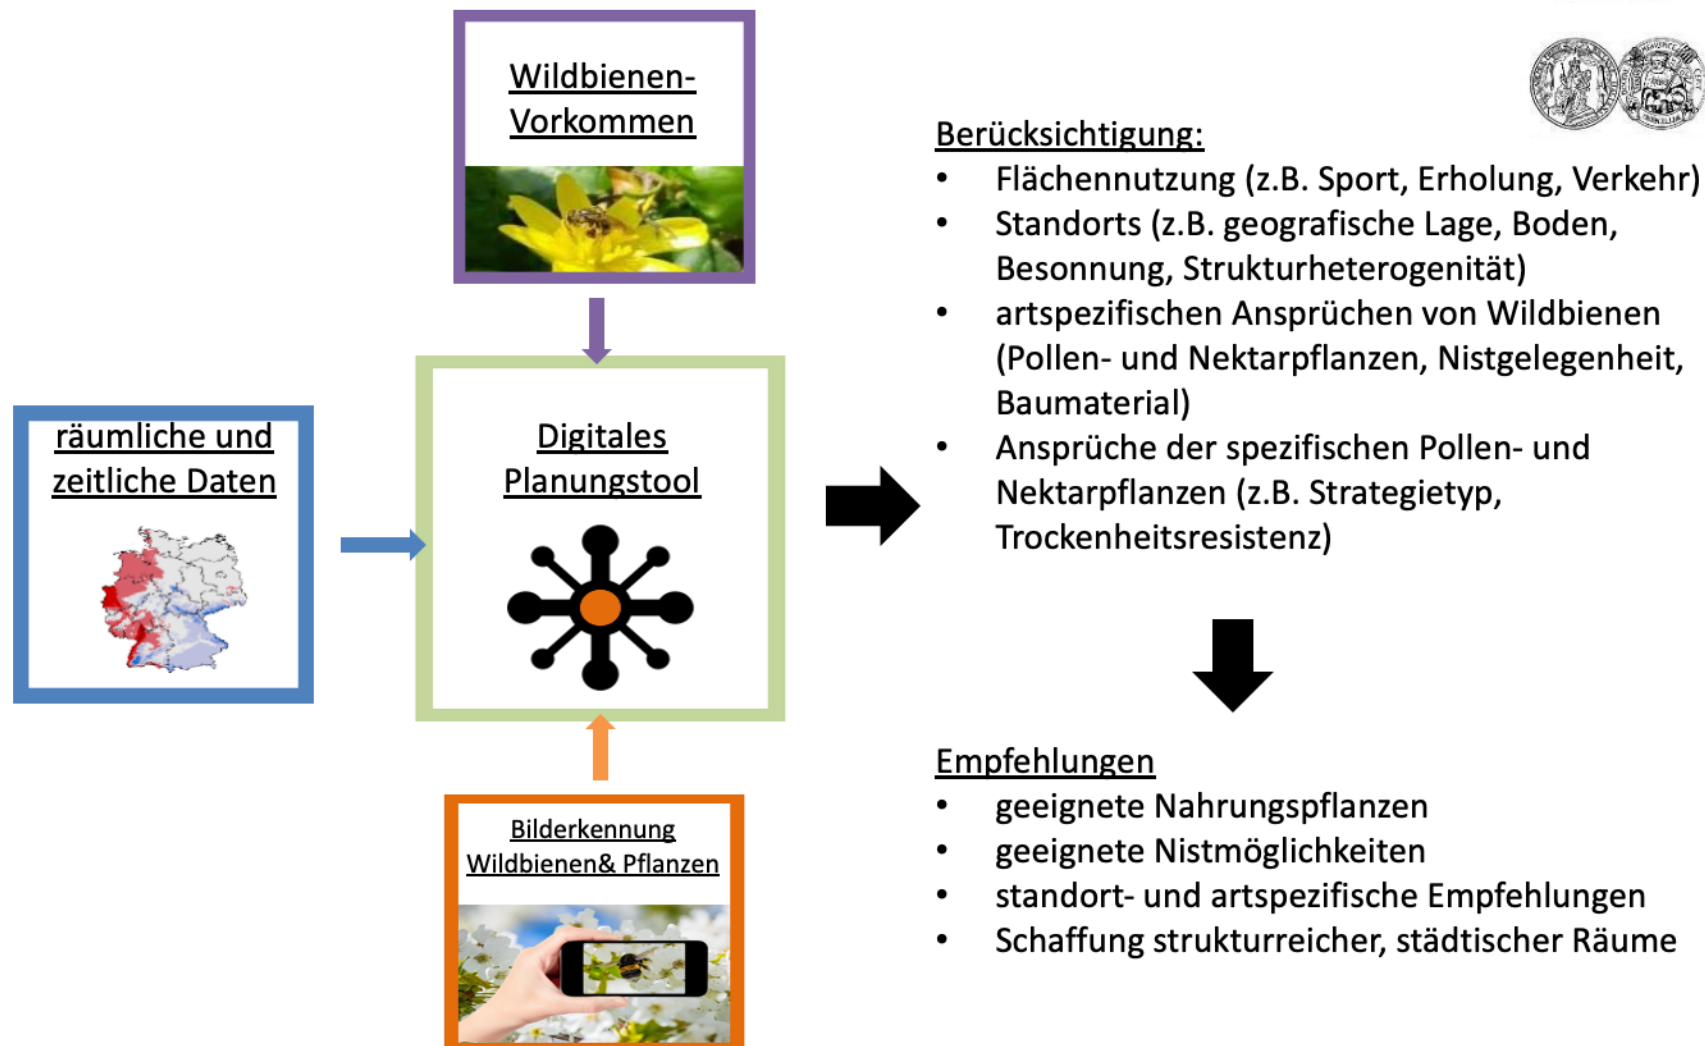 Wildbienen-
Vorkommen
räumliche und
zeitliche Daten
Digitales
Planungstool
Bilderkennung
Wildbienen& Pflanzen
Berücksichtigung:
• Flächennutzung (z.B. Sport, Erholung, Verkehr)
• Standorts (z.B. geografische Lage, Boden,
Besonnung, Strukturheterogenität)
• artspezifischen Ansprüchen von Wildbienen
(Pollen- und Nektarpflanzen, Nistgelegenheit,
Baumaterial)
• Ansprüche der spezifischen Pollen- und
Nektarpflanzen (z.B. Strategietyp,
Trockenheitsresistenz)
Empfehlungen
• geeignete Nahrungspflanzen
• geeignete Nistmöglichkeiten
• standort- und artspezifische Empfehlungen
• Schaffung strukturreicher, städtischer Räume